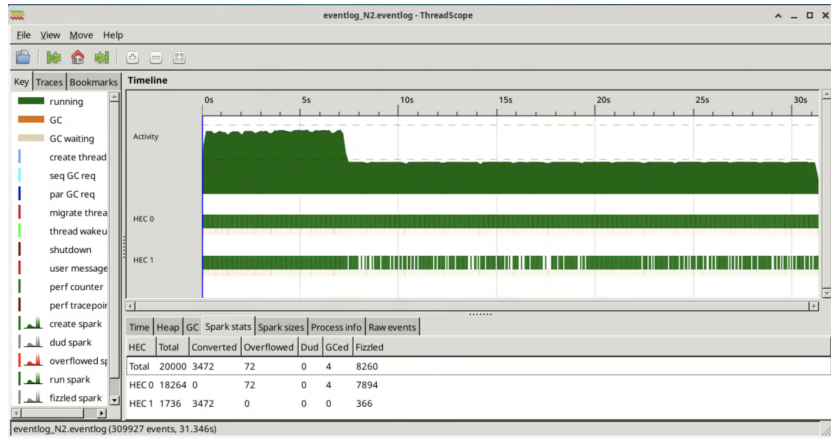 eventlog_N2.eventlog - ThreadScope
File View Move Help
Key Traces Bookmarks
running
GC
GC waiting
create thread
seq GC req
par GC req
migrate threa
thread wakeu
shutdown
user message
perf counter
perf tracepoir
create spark
dud spark
overflowed sp
run spark
fizzled spark
Timeline
0s 5s 10s 15s 20s 25s 30s
Activity
HEC 0
HEC 1
Time Heap GC Spark stats Spark sizes Process info Raw events
HEC Total Converted Overflowed Dud GCed Fizzled
Total 20000 3472 72 0 4 8260
HEC 0 18264 0 72 0 4 7894
HEC 1 1736 3472 0 0 0 366
eventlog_N2.eventlog (309927 events, 31.346s)